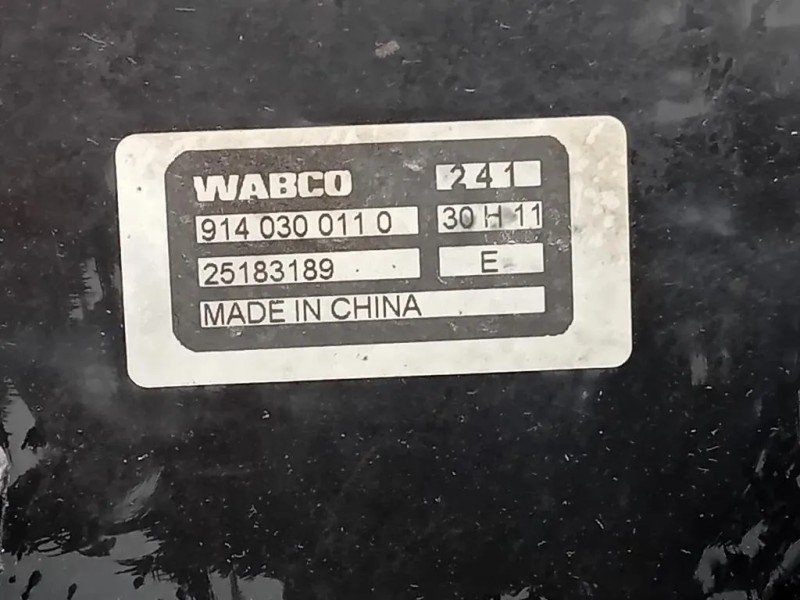 WABCO 241
914 030 011 0 30 H 11
25183189 E
MADE IN CHINA